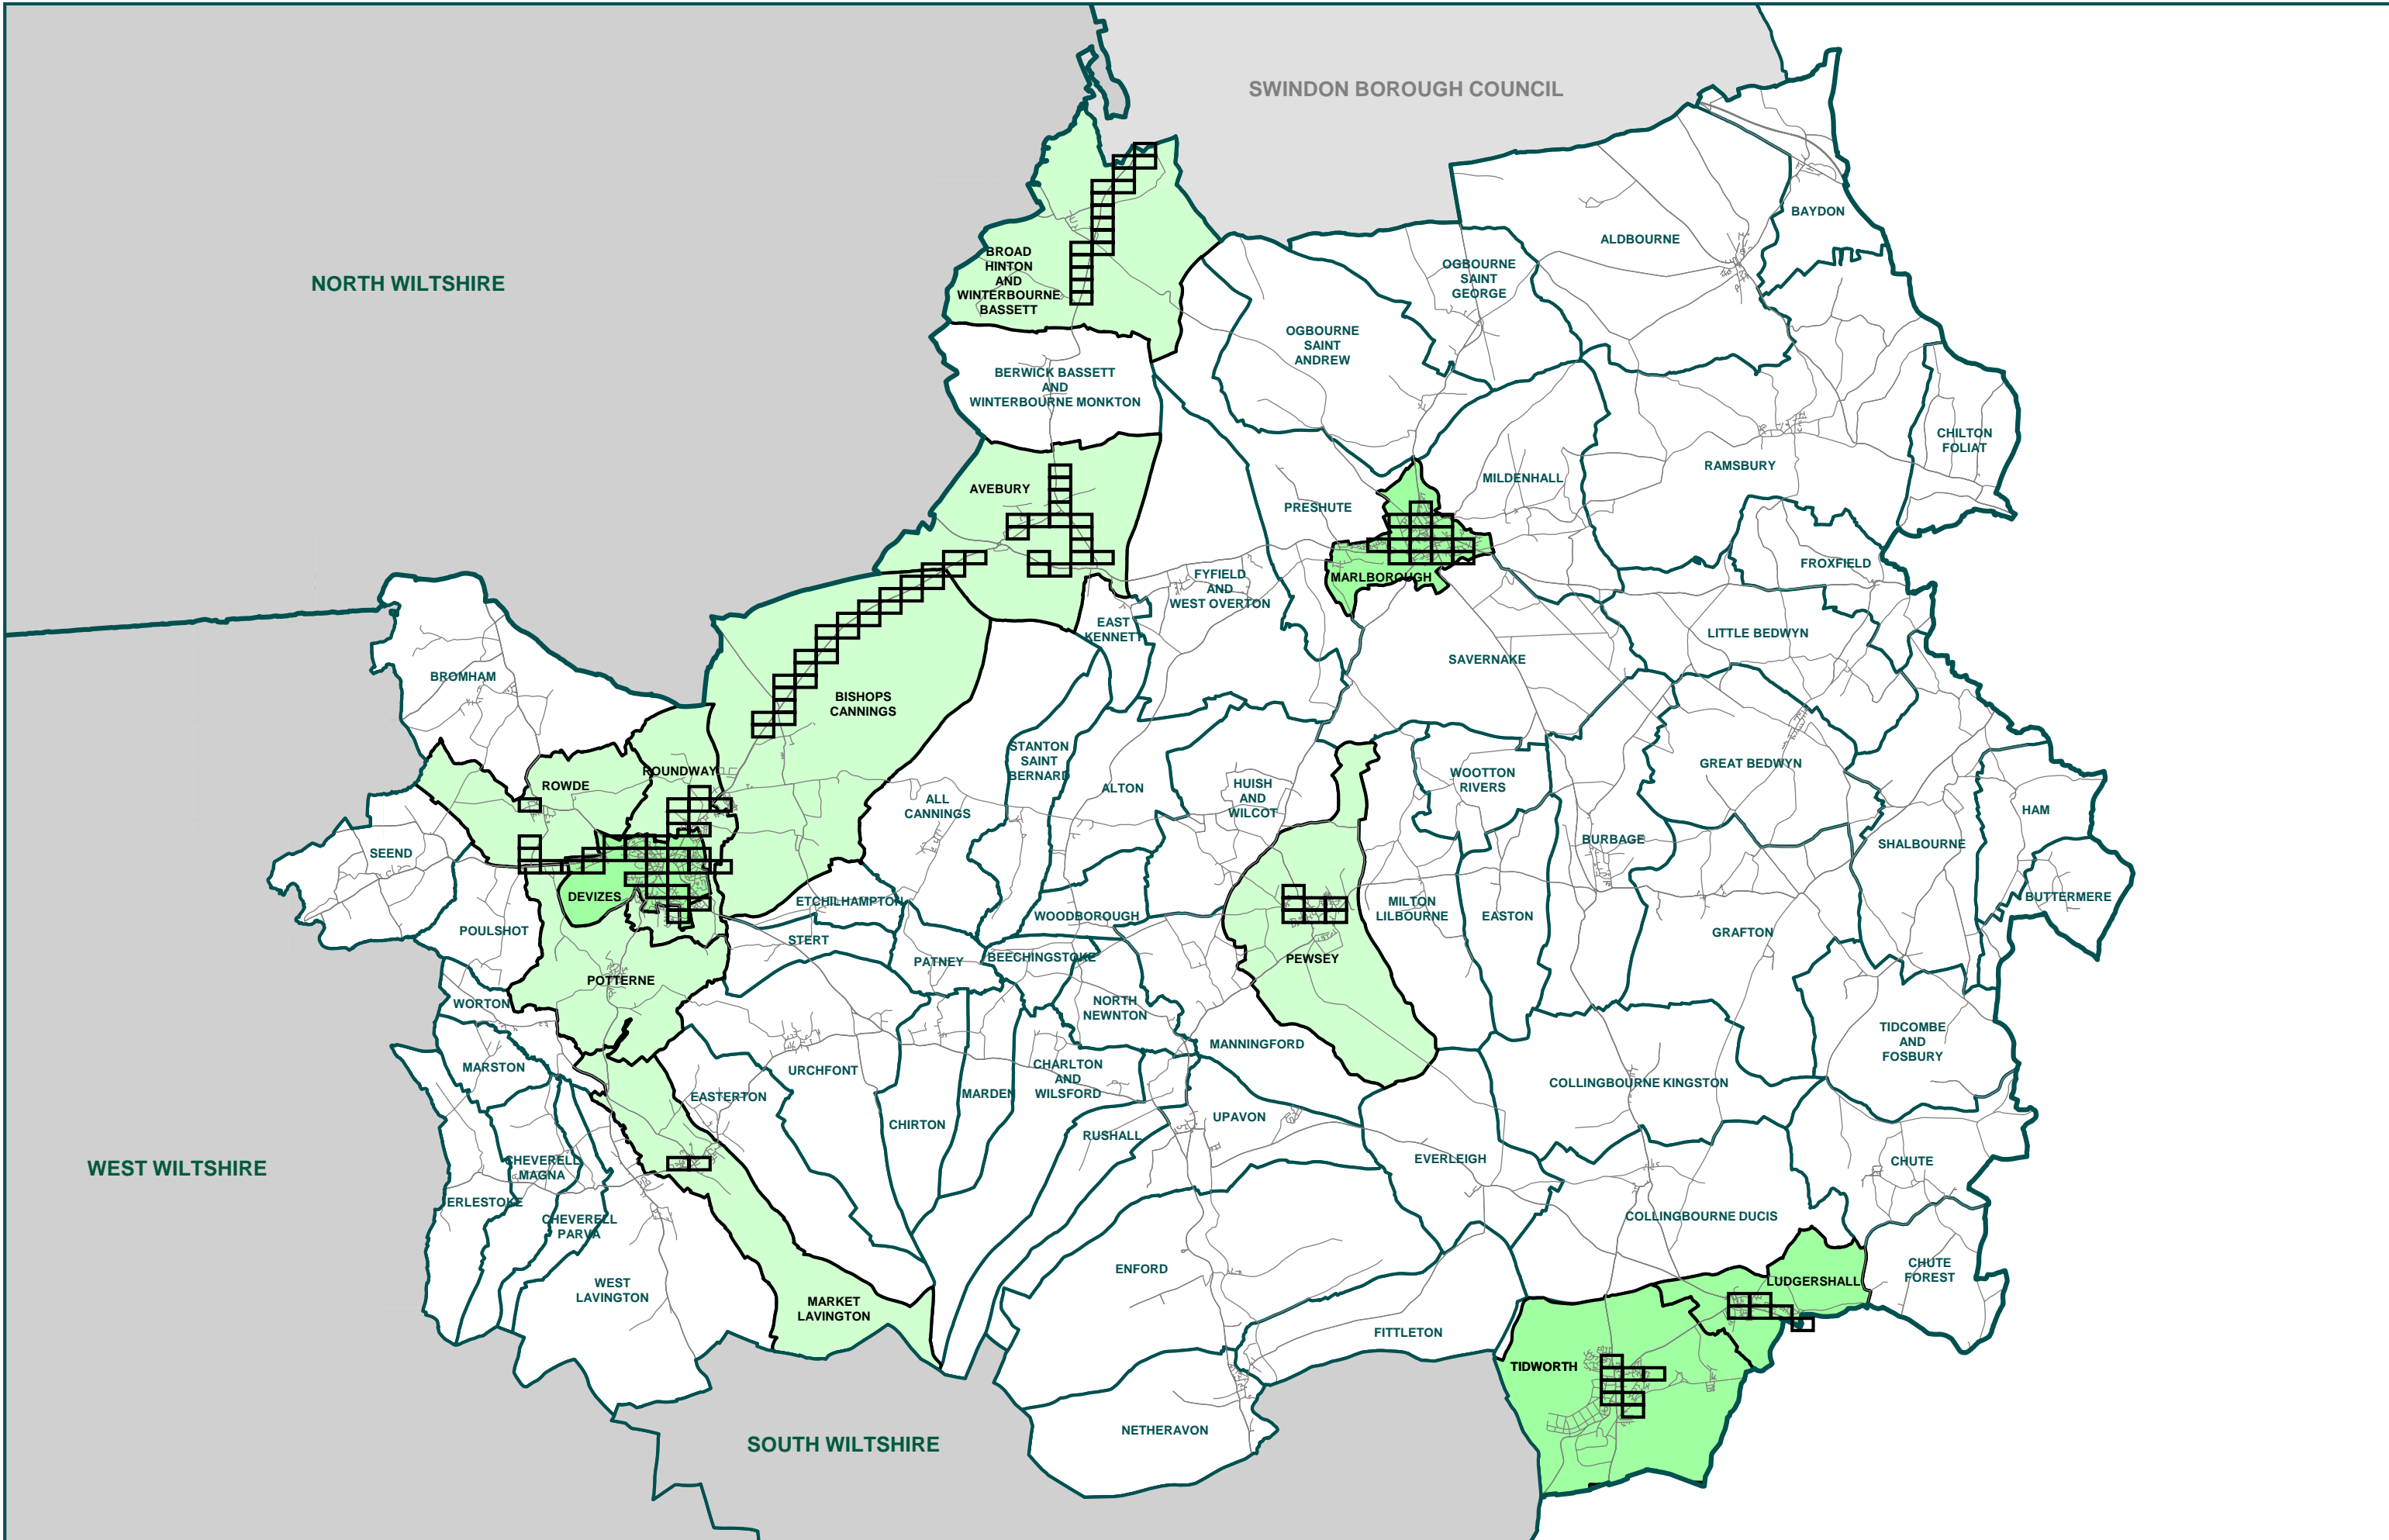 SWINDON BOROUGH COUNCIL
NORTH WILTSHIRE
BAYDON
ALDBOURNE
BROAD
HINTON
AND
WINTERBOURNE
BASSETT
OGBOURNE
SAINT
GEORGE
OGBOURNE
SAINT
ANDREW
BERWICK BASSETT
AND
WINTERBOURNE MONKTON
CHILTON
FOLIAT
RAMSBURY
MILDENHALL
AVEBURY
PRESHUTE
FROXFIELD
MARLBOROUGH
FYFIELD
AND
WEST OVERTON
EAST
KENNETT
LITTLE BEDWYN
SAVERNAKE
BROMHAM
BISHOPS
CANNINGS
STANTON
SAINT
BERNARD
GREAT BEDWYN
ROUNDWAY
ROWDE
WOOTTON
RIVERS
HUISH
AND
WILCOT
ALTON
ALL
CANNINGS
HAM
BURBAGE
SHALBOURNE
SEEND
DEVIZES
ETCHILHAMPTON
MILTON
LILBOURNE
EASTON
BUTTERMERE
WOODBOROUGH
POULSHOT
STERT
GRAFTON
PATNEY
BEECHINGSTOKE
PEWSEY
POTTERNE
WORTON
NORTH
NEWNTON
TIDCOMBE
AND
FOSBURY
MANNINGFORD
MARSTON
URCHFONT
CHARLTON
AND
WILSFORD
COLLINGBOURNE KINGSTON
EASTERTON
MARDEN
CHIRTON
UPAVON
RUSHALL
WEST WILTSHIRE
CHEVERELL
MAGNA
EVERLEIGH
CHUTE
ERLESTOKE
CHEVERELL
PARVA
COLLINGBOURNE DUCIS
WEST
LAVINGTON
ENFORD
CHUTE
FOREST
LUDGERSHALL
MARKET
LAVINGTON
FITTLETON
TIDWORTH
NETHERAVON
SOUTH WILTSHIRE